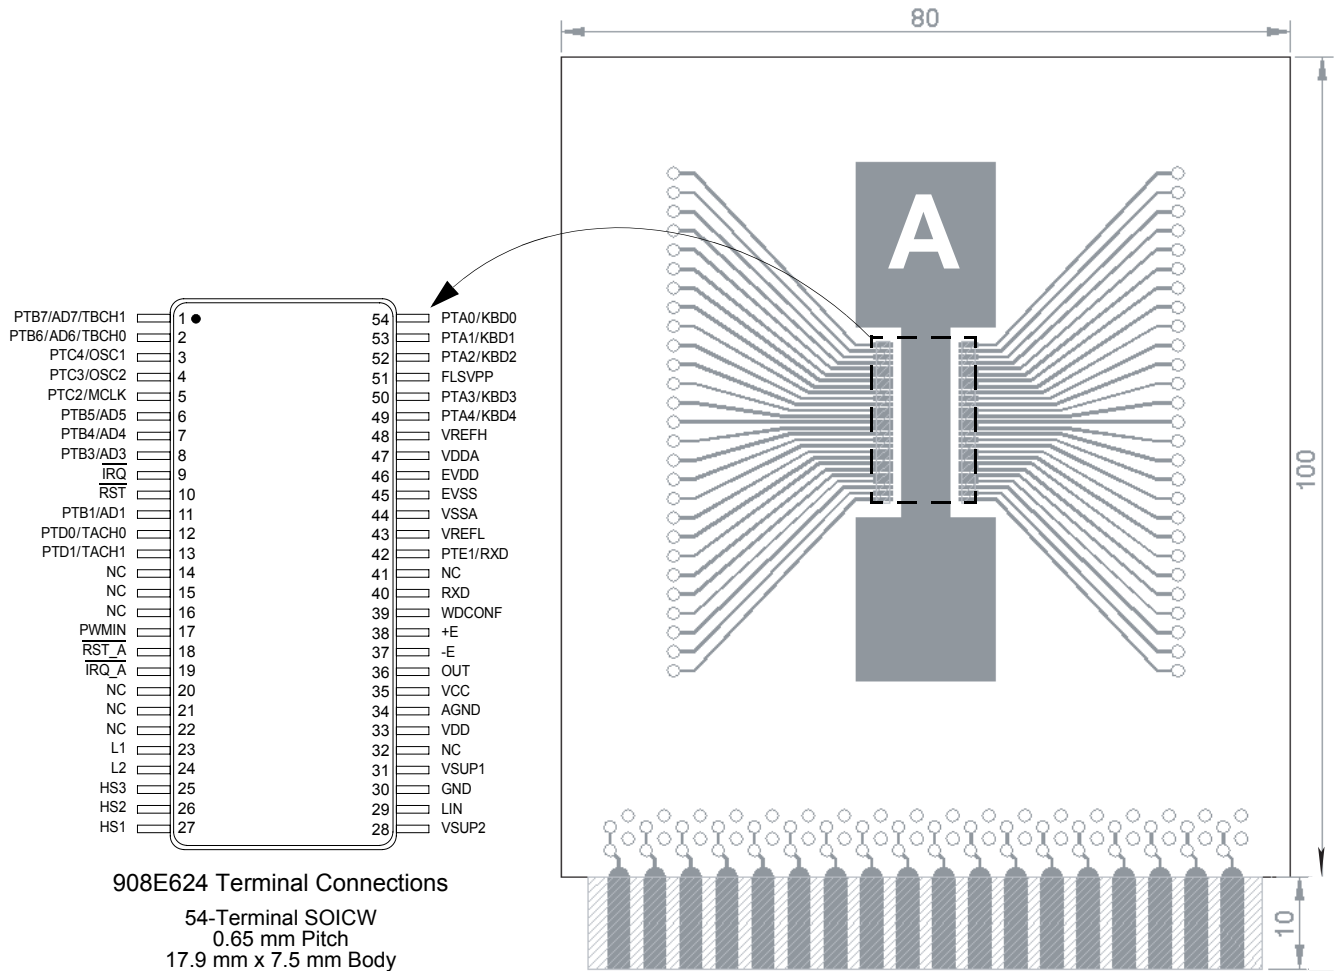 80
A
100
10
PTB7/AD7/TBCH1 1 54 PTA0/KBD0
PTB6/AD6/TBCH0 2 53 PTA1/KBD1
PTC4/OSC1 3 52 PTA2/KBD2
PTC3/OSC2 4 51 FLSVPP
PTC2/MCLK 5 50 PTA3/KBD3
PTB5/AD5 6 49 PTA4/KBD4
PTB4/AD4 7 48 VREFH
PTB3/AD3 8 47 VDDA
IRQ 9 46 EVDD
RST 10 45 EVSS
PTB1/AD1 11 44 VSSA
PTD0/TACH0 12 43 VREFL
PTD1/TACH1 13 42 PTE1/RXD
NC 14 41 NC
NC 15 40 RXD
NC 16 39 WDCONF
PWMIN 17 38 +E
RST_A 18 37 -E
IRQ_A 19 36 OUT
NC 20 35 VCC
NC 21 34 AGND
NC 22 33 VDD
L1 23 32 NC
L2 24 31 VSUP1
HS3 25 30 GND
HS2 26 29 LIN
HS1 27 28 VSUP2
908E624 Terminal Connections
54-Terminal SOICW
0.65 mm Pitch
17.9 mm x 7.5 mm Body